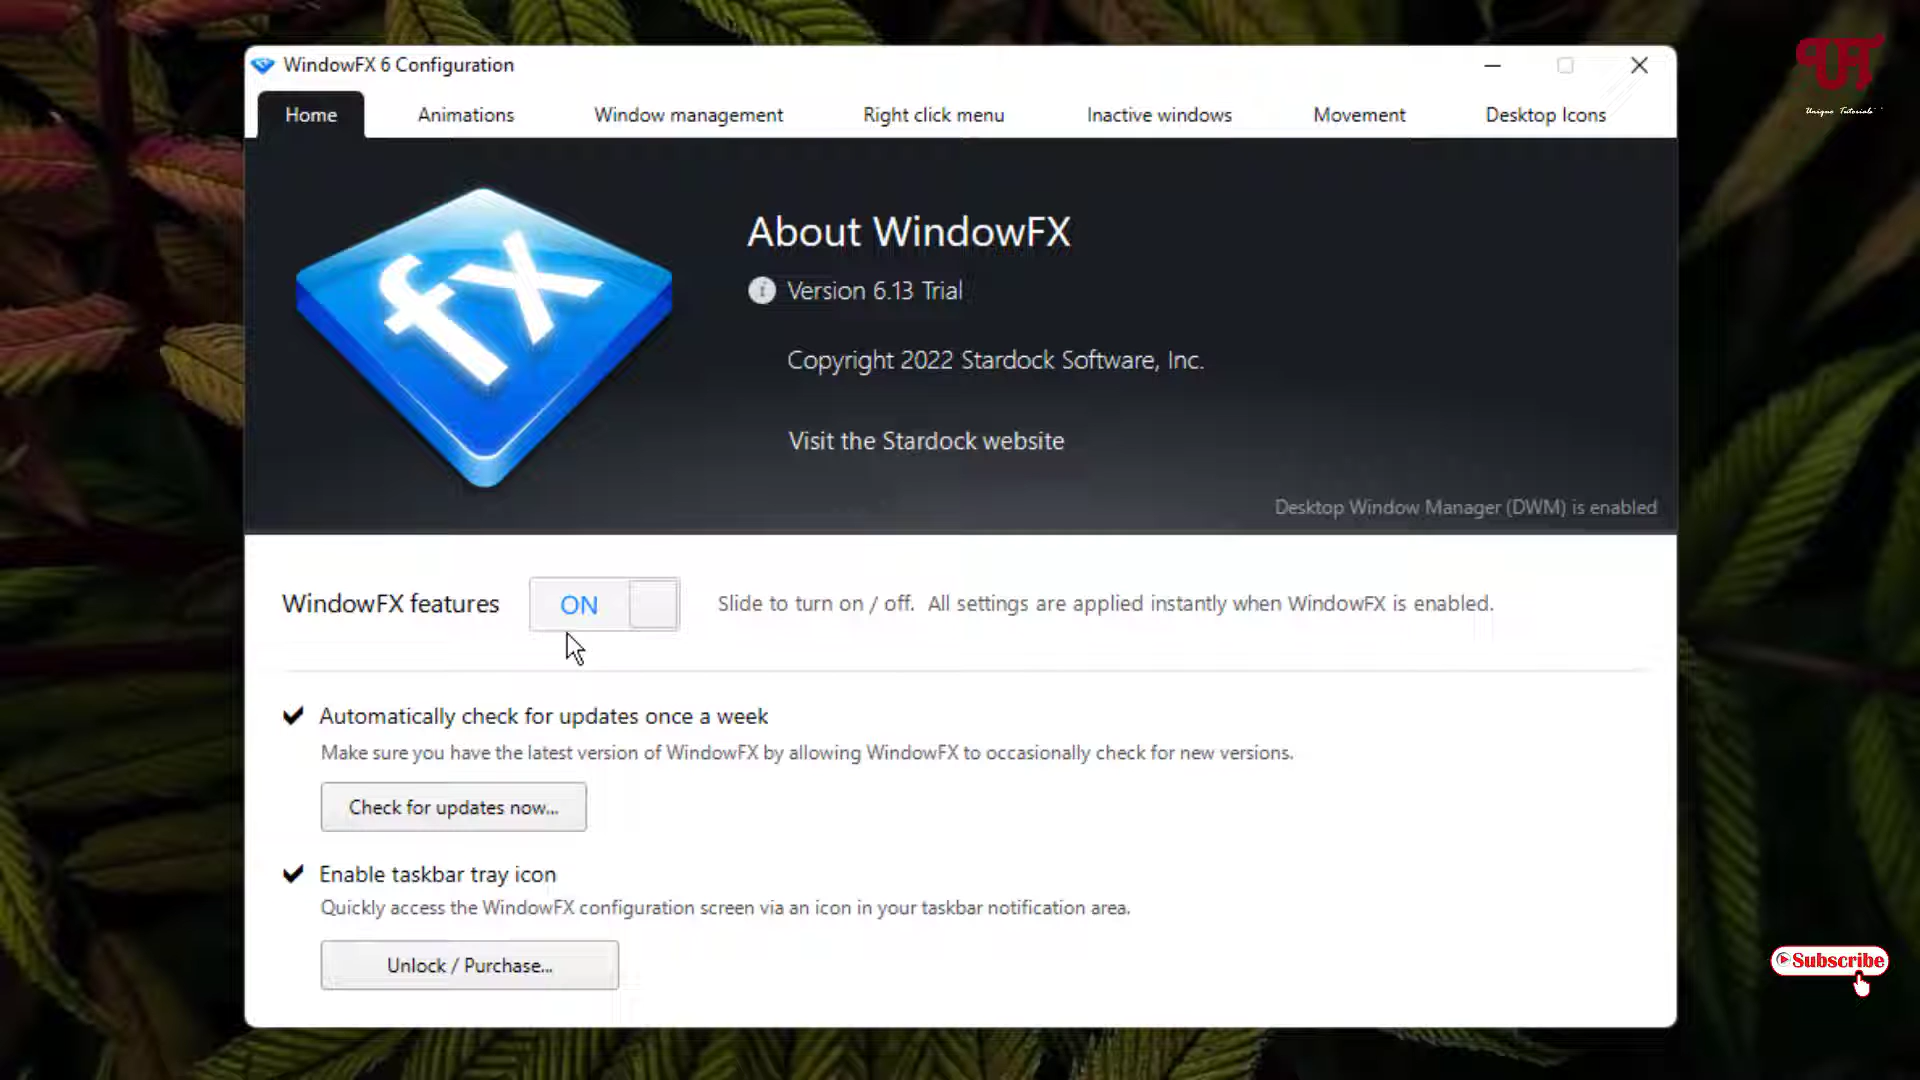 WindowFX 6 Configuration
Home Animations Window management Right click menu Inactive windows Movement Desktop Icons
UT
Unique Tutorials
fx
About WindowFX
i Version 6.13 Trial
Copyright 2022 Stardock Software, Inc.
Visit the Stardock website
Desktop Window Manager (DWM) is enabled
WindowFX features ON Slide to turn on / off. All settings are applied instantly when WindowFX is enabled.
Automatically check for updates once a week
Make sure you have the latest version of WindowFX by allowing WindowFX to occasionally check for new versions.
Check for updates now...
Enable taskbar tray icon
Quickly access the WindowFX configuration screen via an icon in your taskbar notification area.
Unlock / Purchase...
Subscribe